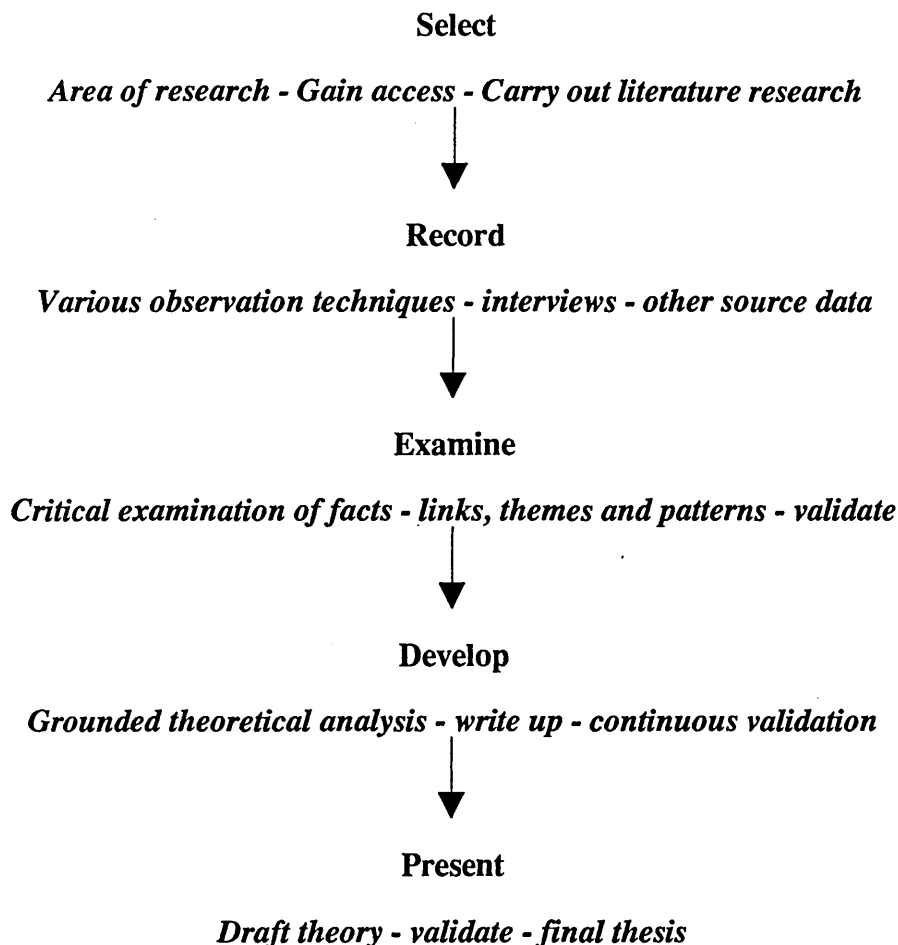 Select
Area of research - Gain access - Carry out literature research
Record
Various observation techniques - interviews - other source data
Examine
Critical examination of facts - links, themes and patterns - validate
Develop
Grounded theoretical analysis - write up - continuous validation
Present
Draft theory - validate - final thesis